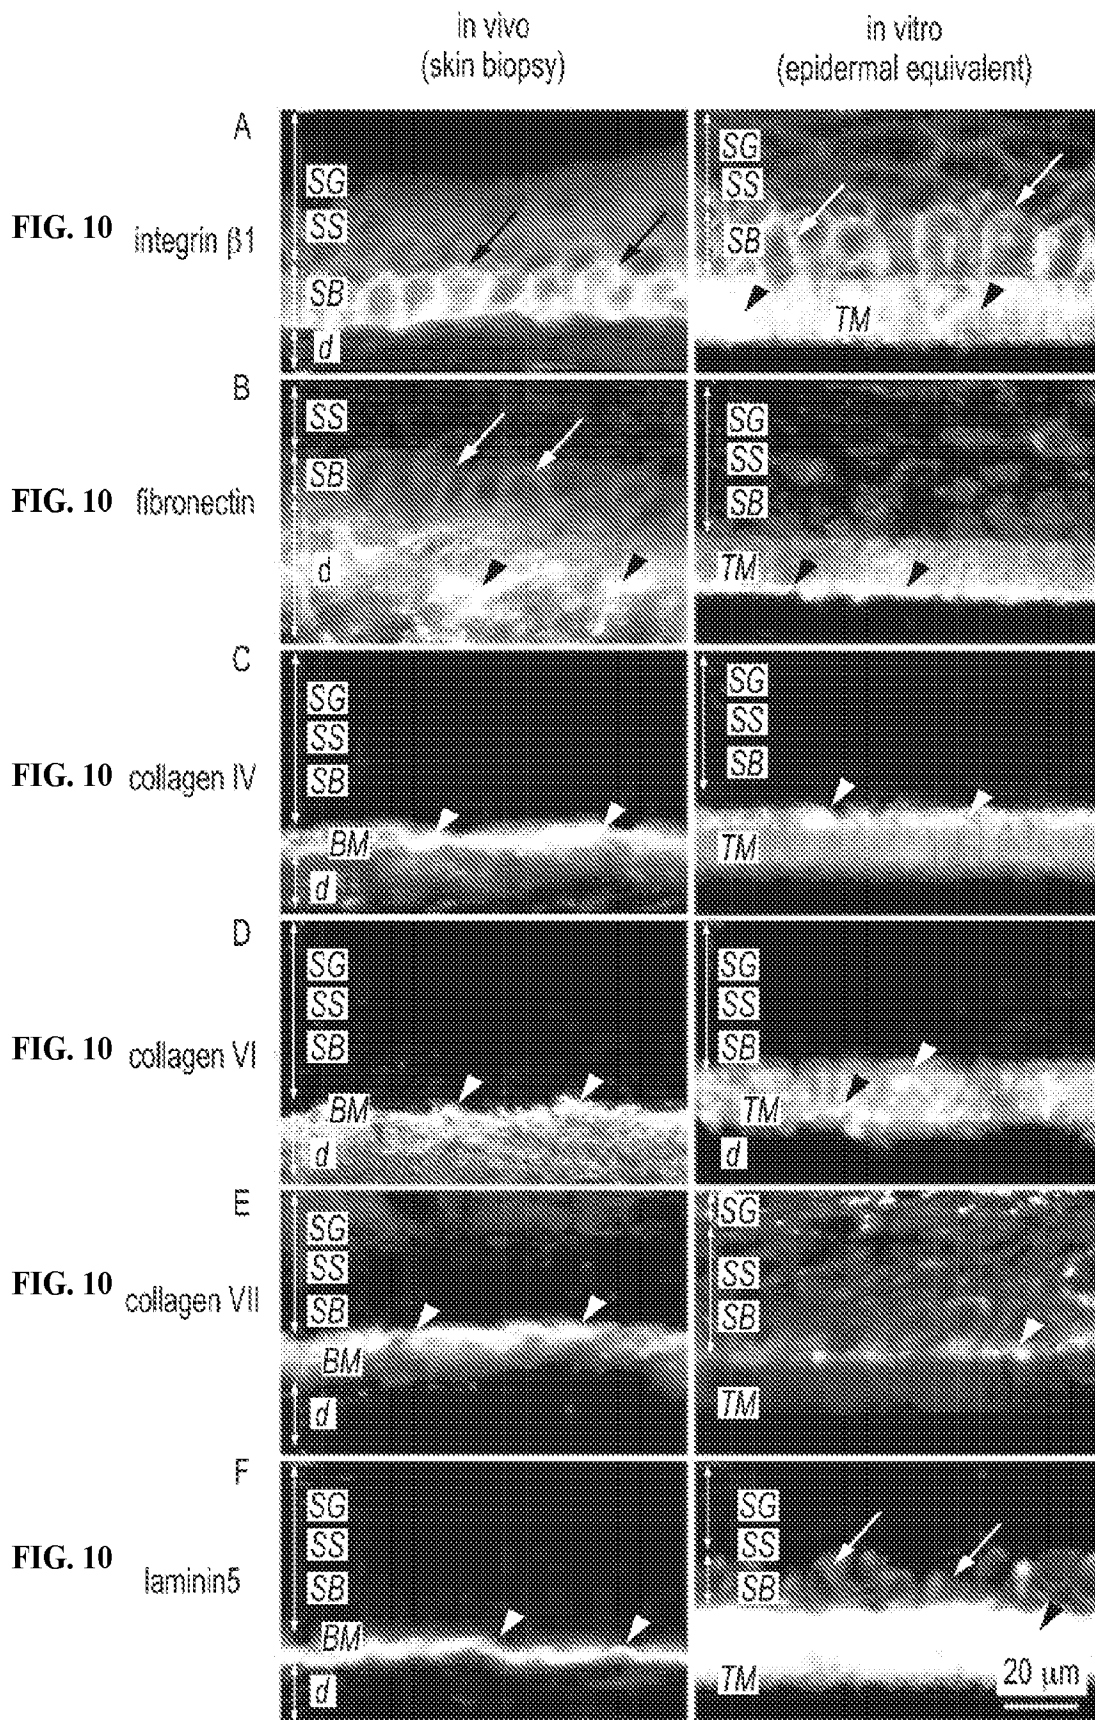 in vivo
(skin biopsy)
in vitro
(epidermal equivalent)
A
FIG. 10
integrin β1
SG
SS
SB
d
SG
SS
SB
TM
B
FIG. 10
fibronectin
SS
SB
d
SG
SS
SB
TM
C
FIG. 10
collagen IV
SG
SS
SB
BM
d
SG
SS
SB
TM
D
FIG. 10
collagen VI
SG
SS
SB
BM
d
SG
SS
SB
TM
d
E
FIG. 10
collagen VII
SG
SS
SB
BM
d
SG
SS
SB
TM
F
FIG. 10
laminin5
SG
SS
SB
BM
d
SG
SS
SB
TM
20 μm